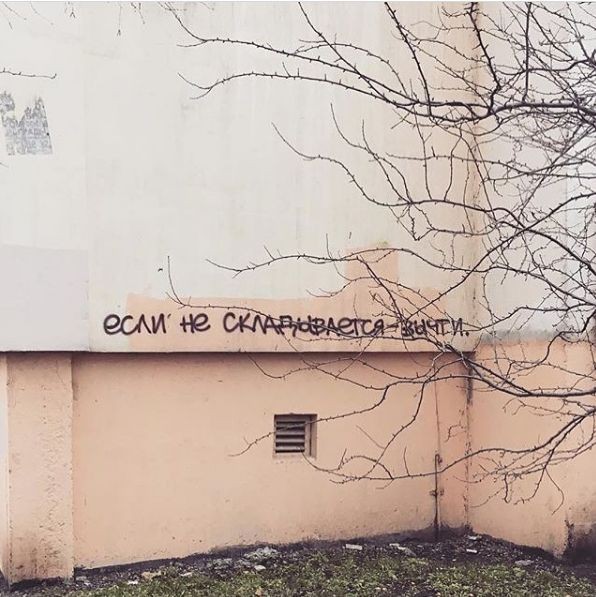 если не складывается – вычти.